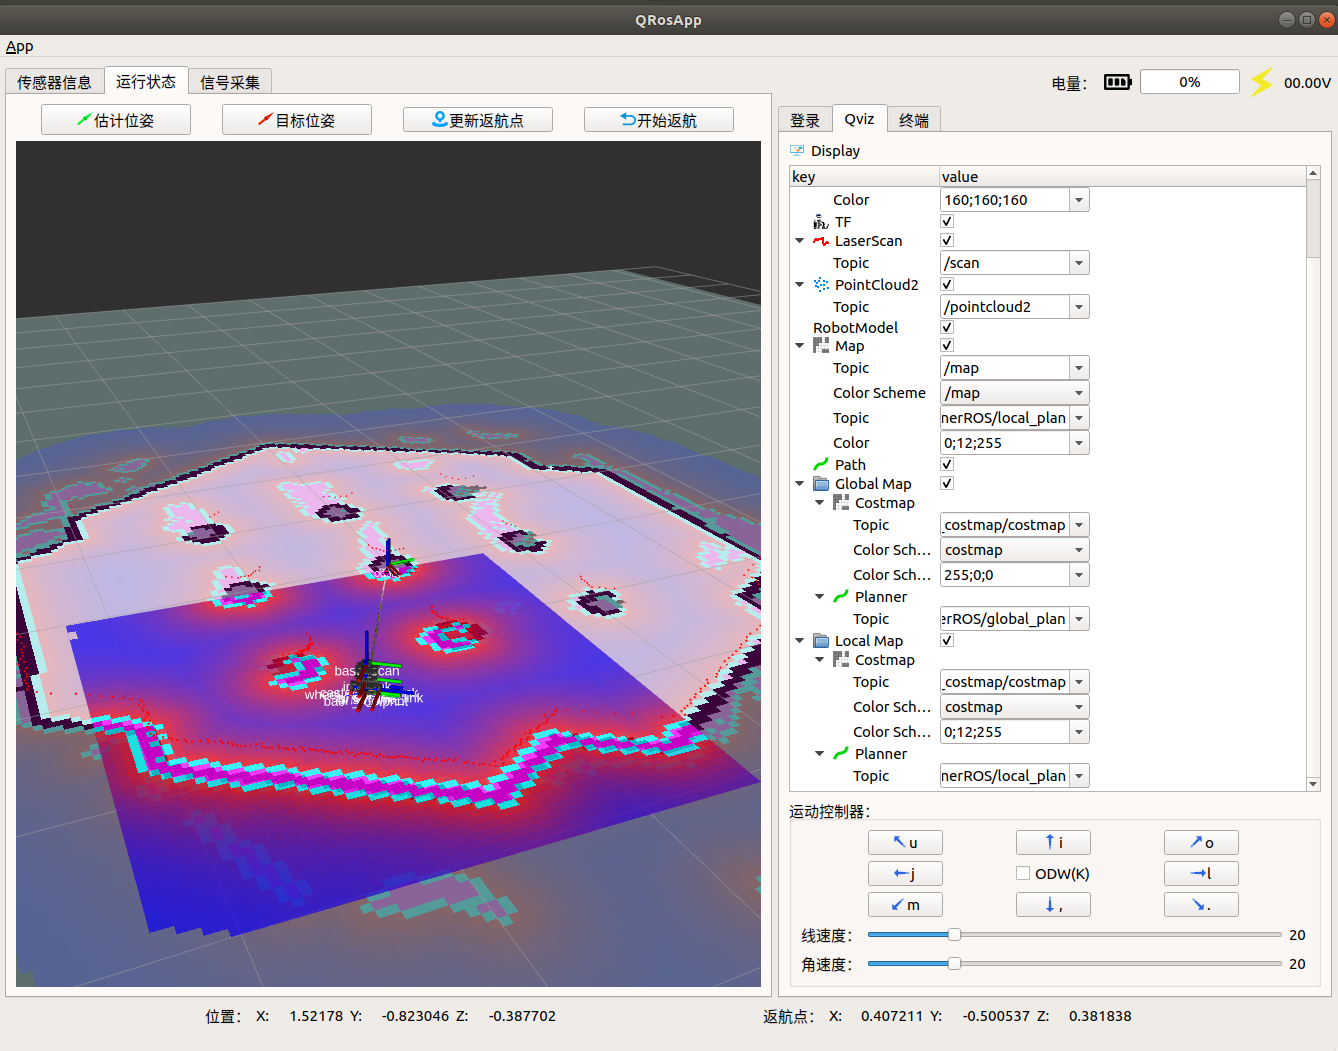 QRosApp
App
传感器信息
运行状态
信号采集
电量:
0%
00.00V
估计位姿
目标位姿
更新返航点
开始返航
登录
Qviz
终端
Display
key value
Color 160;160;160
TF
LaserScan
Topic /scan
PointCloud2
Topic /pointcloud2
RobotModel
Map
Topic /map
Color Scheme /map
Topic nerROS/local_plan
Color 0;12;255
Path
Global Map
Costmap
Topic _costmap/costmap
Color Sch... costmap
Color Sch... 255;0;0
Planner
Topic erROS/global_plan
Local Map
Costmap
Topic _costmap/costmap
Color Sch... costmap
Color Sch... 0;12;255
Planner
Topic nerROS/local_plan
运动控制器:
u
i
o
j
ODW(K)
l
m
,
.
线速度: 20
角速度: 20
位置: X: 1.52178 Y: -0.823046 Z: -0.387702
返航点: X: 0.407211 Y: -0.500537 Z: 0.381838